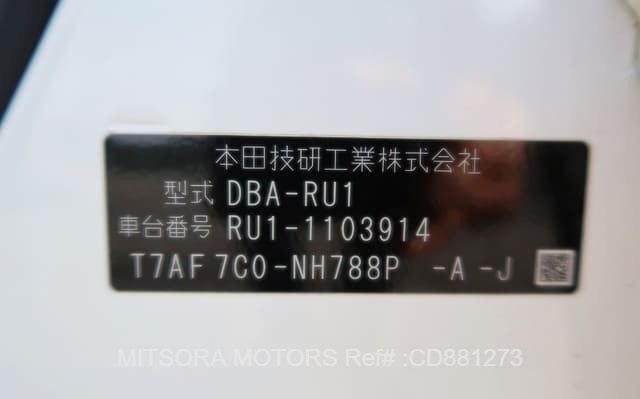 本田技研工業株式会社
型式 DBA-RU1
車台番号 RU1-1103914
T7AF 7C0-NH788P -A -J
MITSORA MOTORS Ref# :CD881273